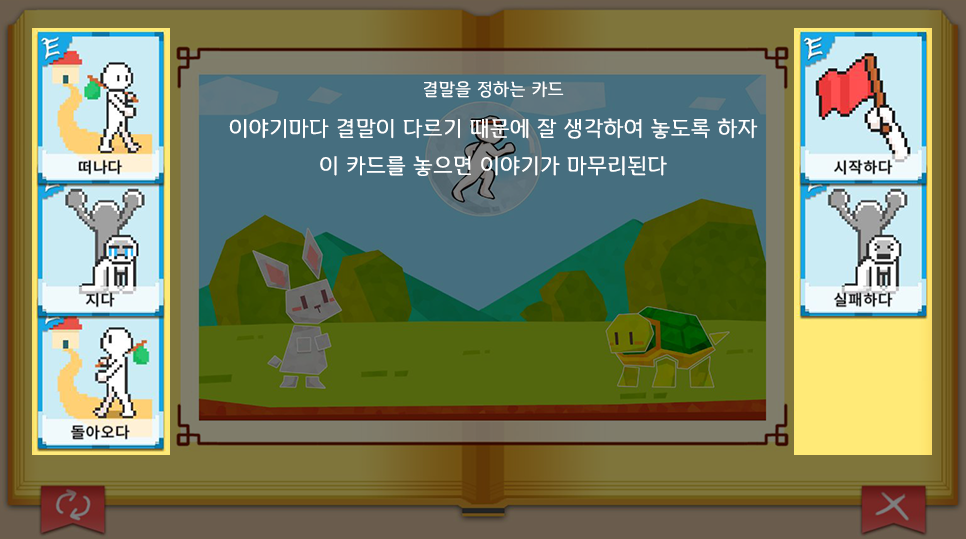 결말을 정하는 카드
이야기마다 결말이 다르기 때문에 잘 생각하여 놓도록 하자
이 카드를 놓으면 이야기가 마무리된다
E
떠나다
지다
돌아오다
E
시작하다
실패하다